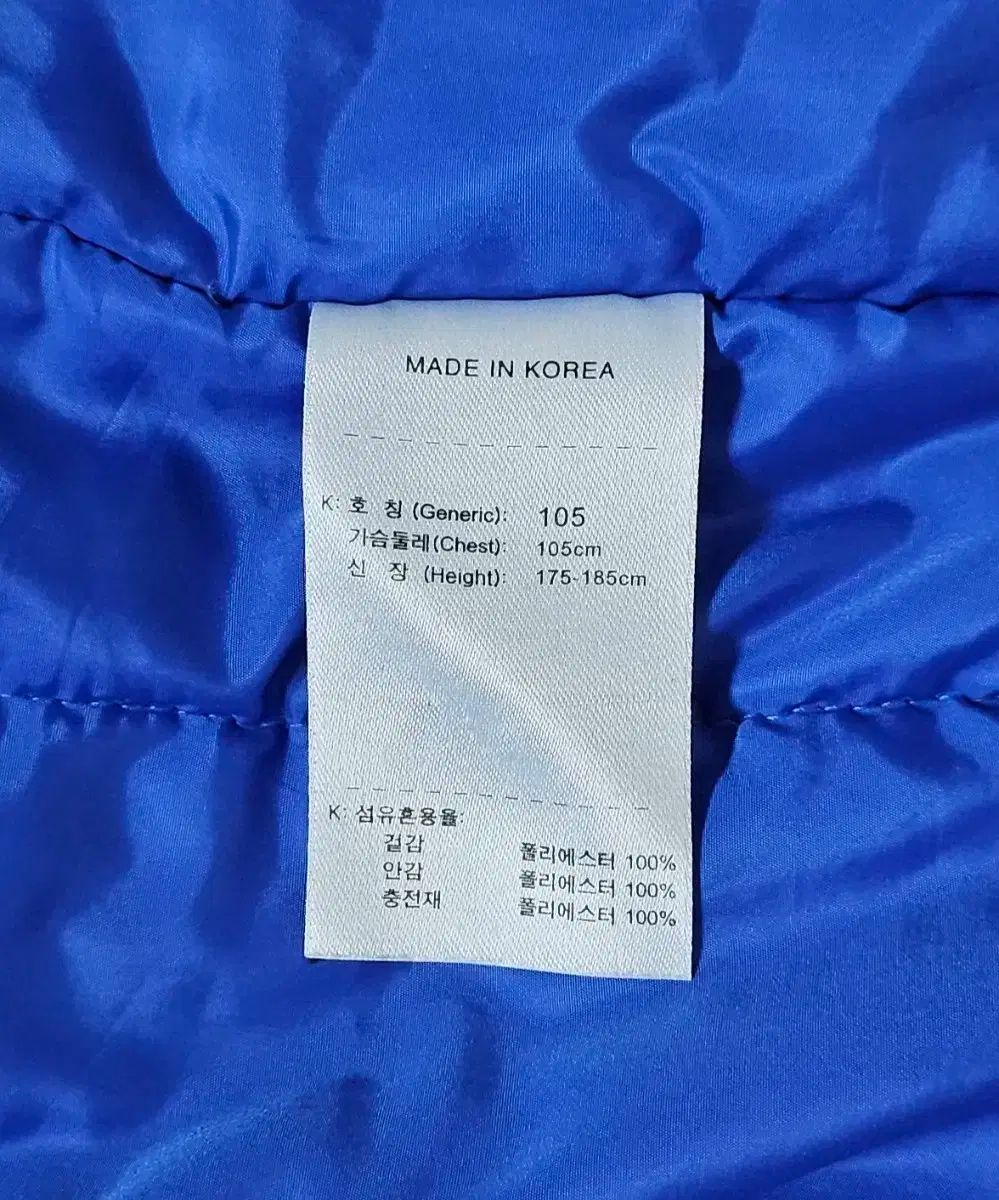 MADE IN KOREA
K: 호 칭 (Generic): 105
가슴둘레(Chest): 105cm
신 장 (Height): 175-185cm
K: 섬유혼용율:
겉감 폴리에스터 100%
안감 폴리에스터 100%
충전재 폴리에스터 100%